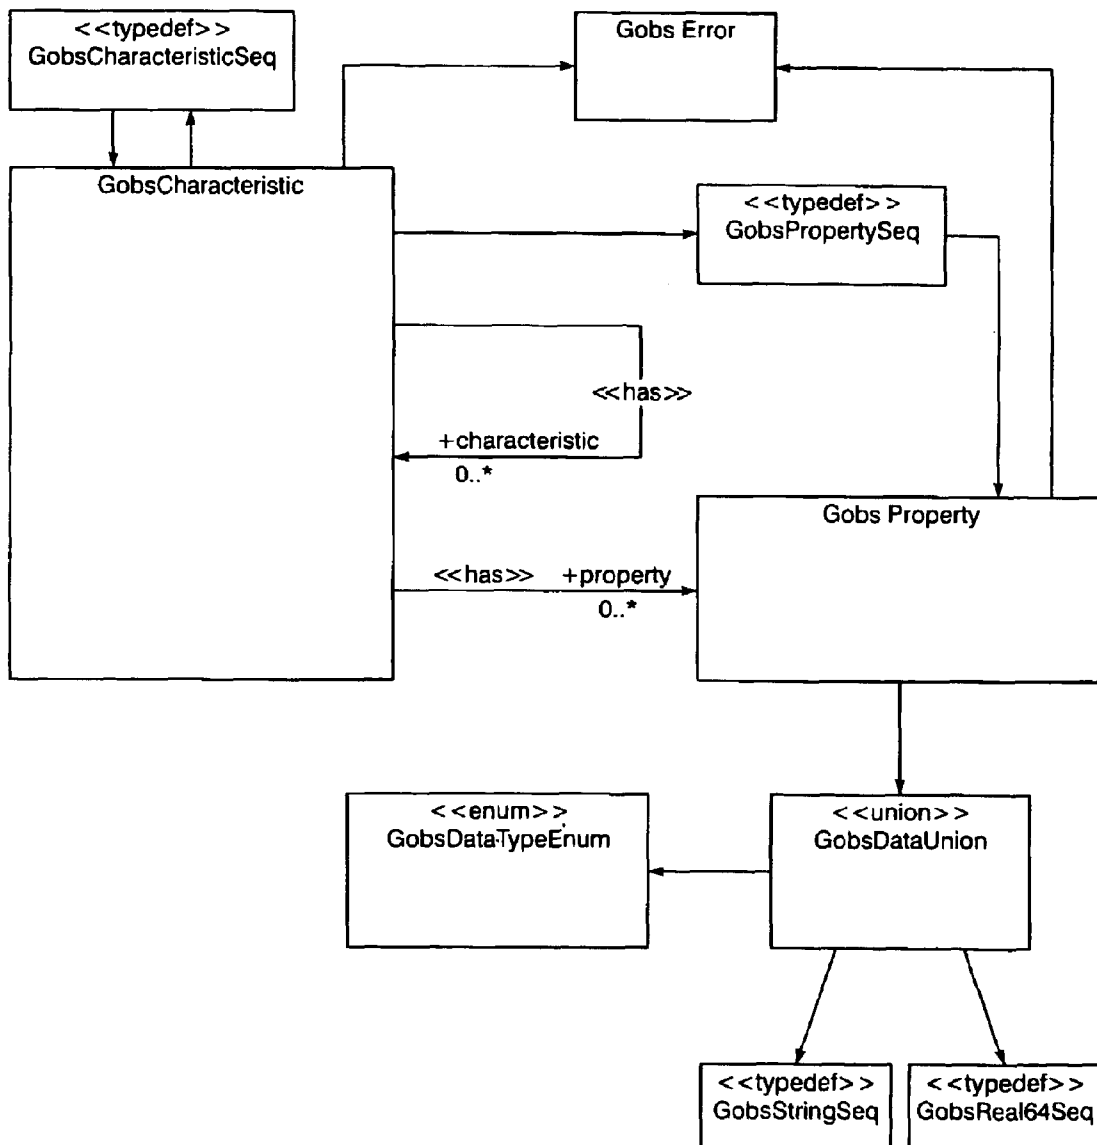 <<typedef>>
GobsCharacteristicSeq
Gobs Error
GobsCharacteristic
<<typedef>>
GobsPropertySeq
<<has>>
+characteristic
0..*
Gobs Property
<<has>> +property
0..*
<<enum>>
GobsDataTypeEnum
<<union>>
GobsDataUnion
<<typedef>>
GobsStringSeq
<<typedef>>
GobsReal64Seq